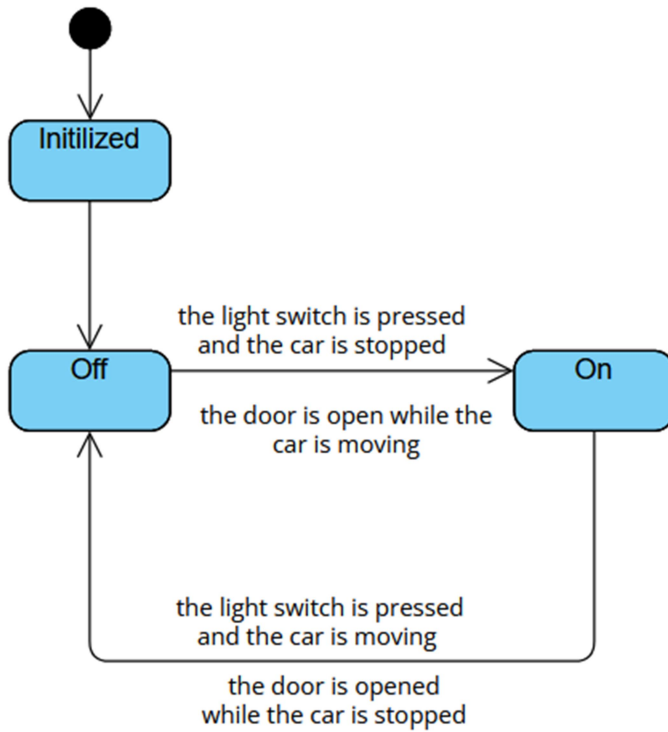 Initilized
the light switch is pressed
and the car is stopped
Off
On
the door is open while the
car is moving
the light switch is pressed
and the car is moving
the door is opened
while the car is stopped